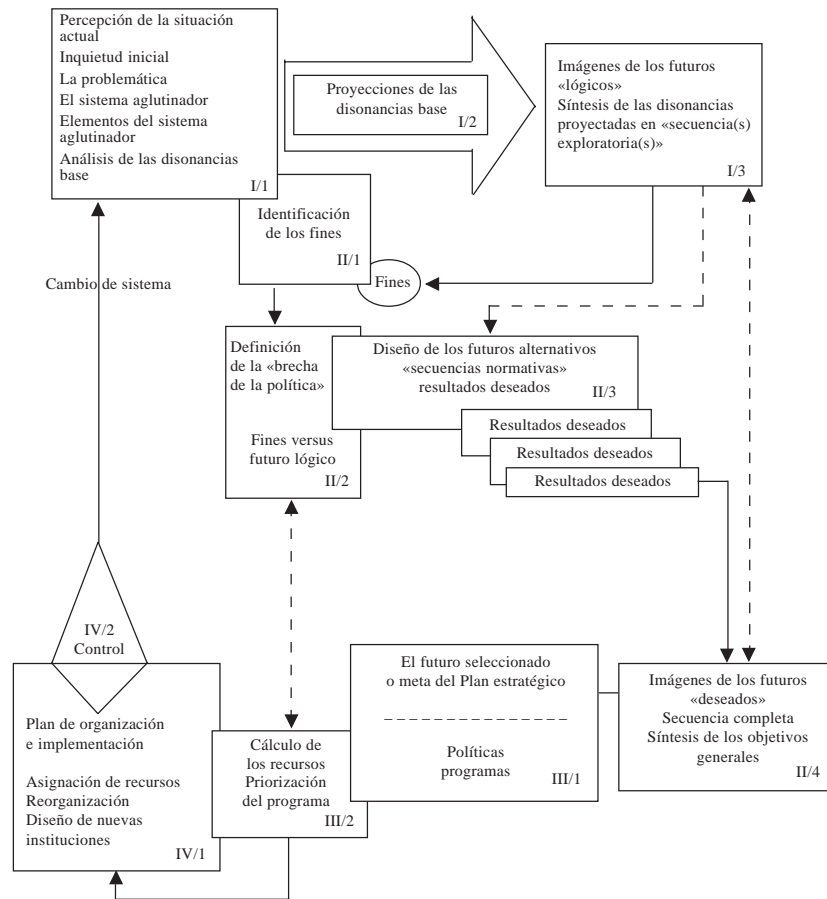 Percepción de la situación
actual
Inquietud inicial
La problemática
El sistema aglutinador
Elementos del sistema
aglutinador
Análisis de las disonancias
base
I/1
Proyecciones de las
disonancias base
I/2
Imágenes de los futuros
«lógicos»
Síntesis de las disonancias
proyectadas en «secuencia(s)
exploratoria(s)»
I/3
Identificación
de los fines
II/1
Fines
Cambio de sistema
Definición
de la «brecha
de la política»
Fines versus
futuro lógico
II/2
Diseño de los futuros alternativos
«secuencias normativas»
resultados deseados
II/3
Resultados deseados
Resultados deseados
Resultados deseados
IV/2
Control
Plan de organización
e implementación
Asignación de recursos
Reorganización
Diseño de nuevas
instituciones
IV/1
Cálculo de
los recursos
Priorización
del programa
III/2
El futuro seleccionado
o meta del Plan estratégico
Políticas
programas
III/1
Imágenes de los futuros
«deseados»
Secuencia completa
Síntesis de los objetivos
generales
II/4